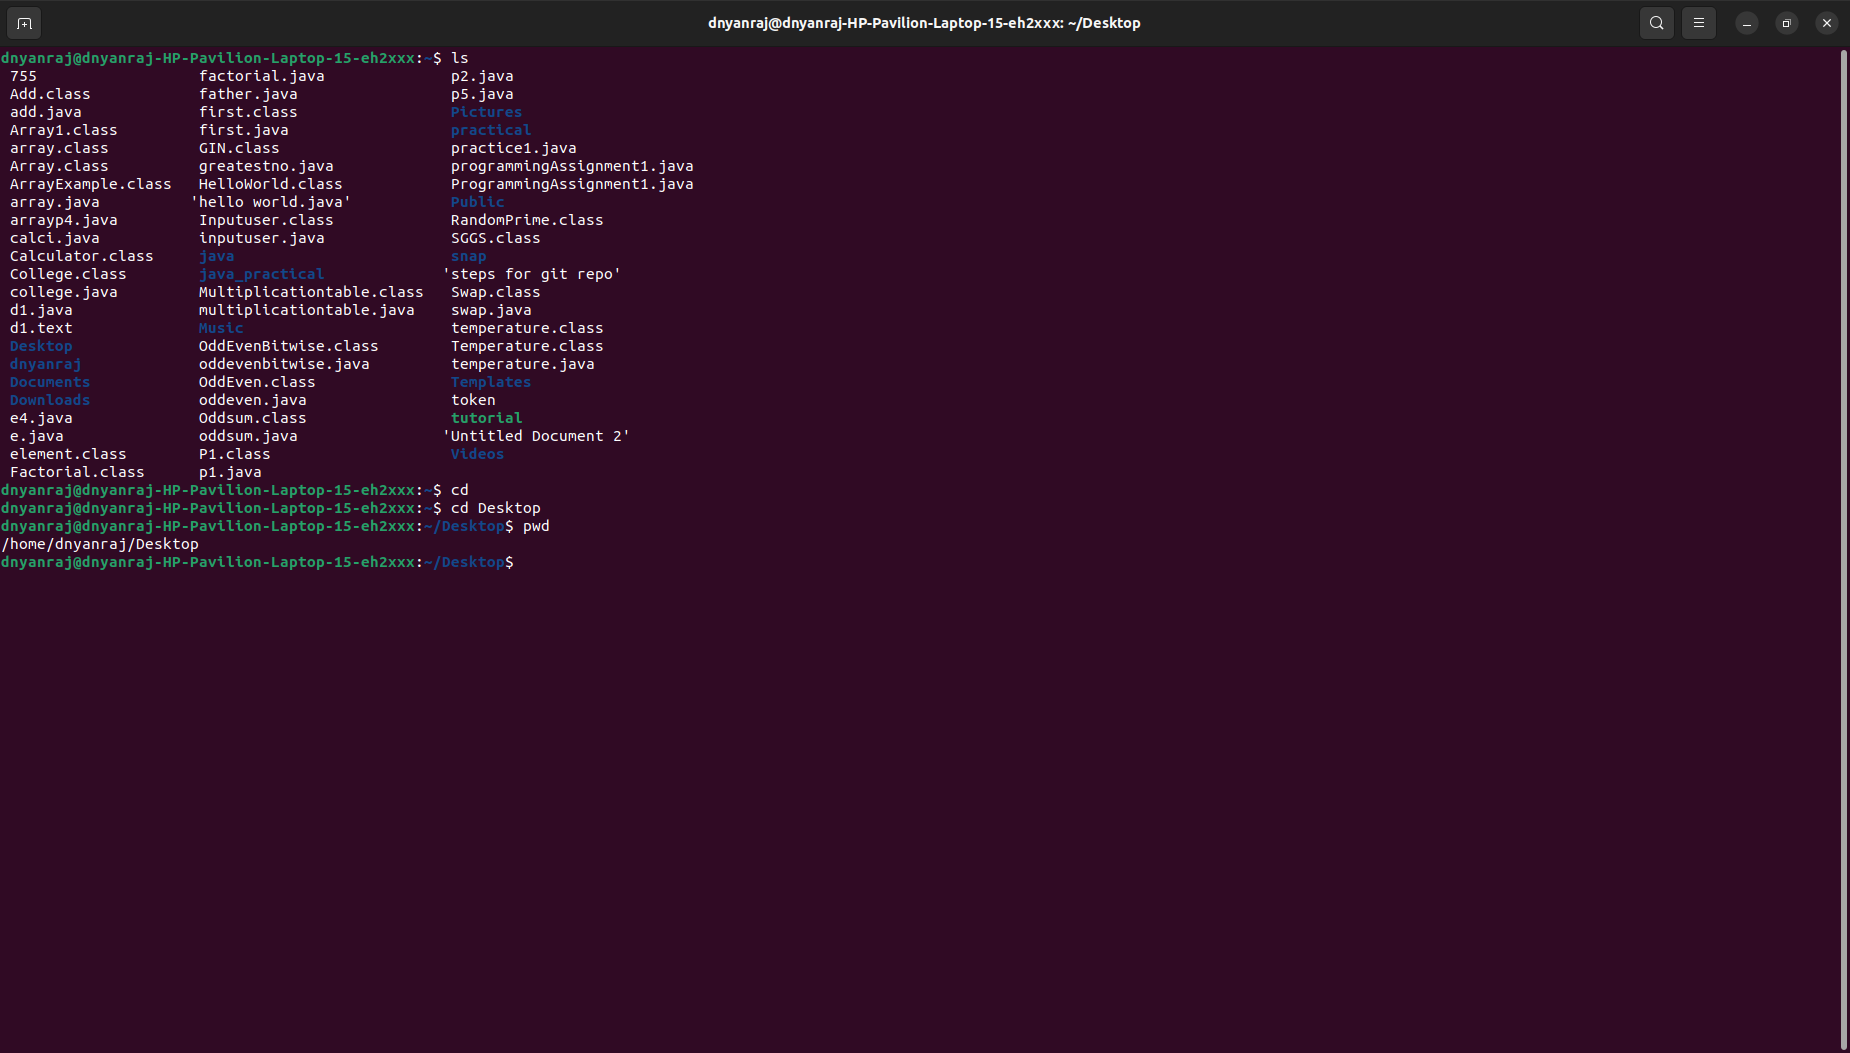 dnyanraj@dnyanraj-HP-Pavilion-Laptop-15-eh2xxx: ~/Desktop
dnyanraj@dnyanraj-HP-Pavilion-Laptop-15-eh2xxx:~$ ls
755 factorial.java p2.java
Add.class father.java p5.java
add.java first.class Pictures
Array1.class first.java practical
array.class GIN.class practice1.java
Array.class greatestno.java programmingAssignment1.java
ArrayExample.class HelloWorld.class ProgrammingAssignment1.java
array.java 'hello world.java' Public
arrayp4.java Inputuser.class RandomPrime.class
calci.java inputuser.java SGGS.class
Calculator.class java snap
College.class java_practical 'steps for git repo'
college.java Multiplicationtable.class Swap.class
d1.java multiplicationtable.java swap.java
d1.text Music temperature.class
Desktop OddEvenBitwise.class Temperature.class
dnyanraj oddevenbitwise.java temperature.java
Documents OddEven.class Templates
Downloads oddeven.java token
e4.java Oddsum.class tutorial
e.java oddsum.java 'Untitled Document 2'
element.class P1.class Videos
Factorial.class p1.java
dnyanraj@dnyanraj-HP-Pavilion-Laptop-15-eh2xxx:~$ cd
dnyanraj@dnyanraj-HP-Pavilion-Laptop-15-eh2xxx:~$ cd Desktop
dnyanraj@dnyanraj-HP-Pavilion-Laptop-15-eh2xxx:~/Desktop$ pwd
/home/dnyanraj/Desktop
dnyanraj@dnyanraj-HP-Pavilion-Laptop-15-eh2xxx:~/Desktop$